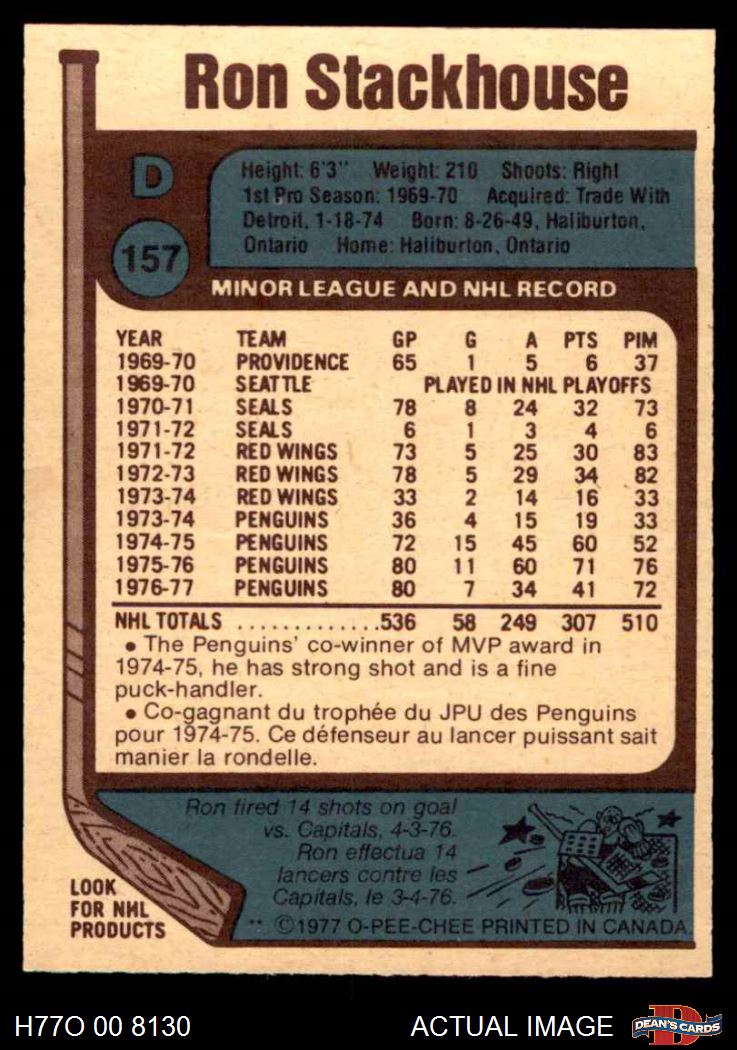 Ron Stackhouse
D
157
Height: 6'3" Weight: 210 Shoots: Right
1st Pro Season: 1969-70 Acquired: Trade With
Detroit, 1-18-74 Born: 8-26-49, Haliburton,
Ontario Home: Haliburton, Ontario
MINOR LEAGUE AND NHL RECORD
YEAR TEAM GP G A PTS PIM
1969-70 PROVIDENCE 65 1 5 6 37
1969-70 SEATTLE PLAYED IN NHL PLAYOFFS
1970-71 SEALS 78 8 24 32 73
1971-72 SEALS 6 1 3 4 6
1971-72 RED WINGS 73 5 25 30 83
1972-73 RED WINGS 78 5 29 34 82
1973-74 RED WINGS 33 2 14 16 33
1973-74 PENGUINS 36 4 15 19 33
1974-75 PENGUINS 72 15 45 60 52
1975-76 PENGUINS 80 11 60 71 76
1976-77 PENGUINS 80 7 34 41 72
NHL TOTALS .............536 58 249 307 510
• The Penguins' co-winner of MVP award in
1974-75, he has strong shot and is a fine
puck-handler.
• Co-gagnant du trophée du JPU des Penguins
pour 1974-75. Ce défenseur au lancer puissant sait
manier la rondelle.
Ron fired 14 shots on goal
vs. Capitals, 4-3-76.
Ron effectua 14
lancers contre les
Capitals, le 3-4-76.
LOOK
FOR NHL
PRODUCTS
** ©1977 O-PEE-CHEE PRINTED IN CANADA.
H77O 00 8130
ACTUAL IMAGE
D
DEAN'S CARDS